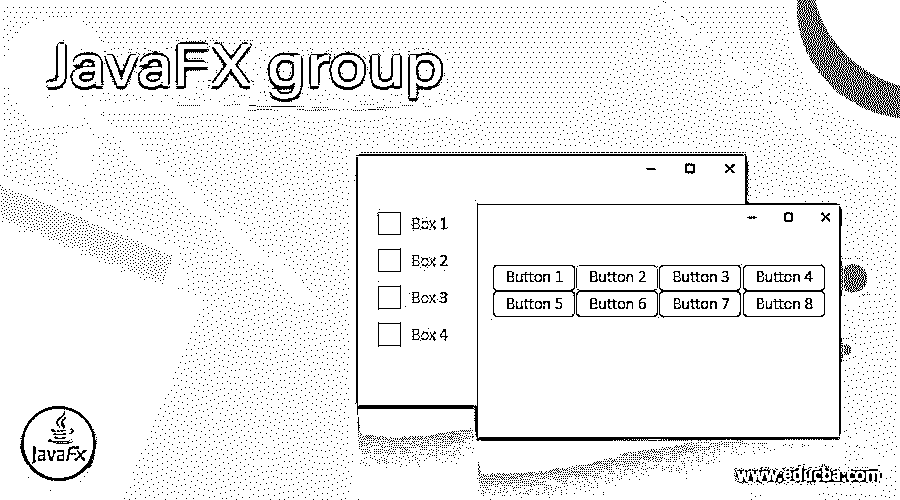 JavaFX group
Box 1
Box 2
Box 3
Box 4
Button 1 Button 2 Button 3 Button 4
Button 5 Button 6 Button 7 Button 8
JavaFx
www.educba.com